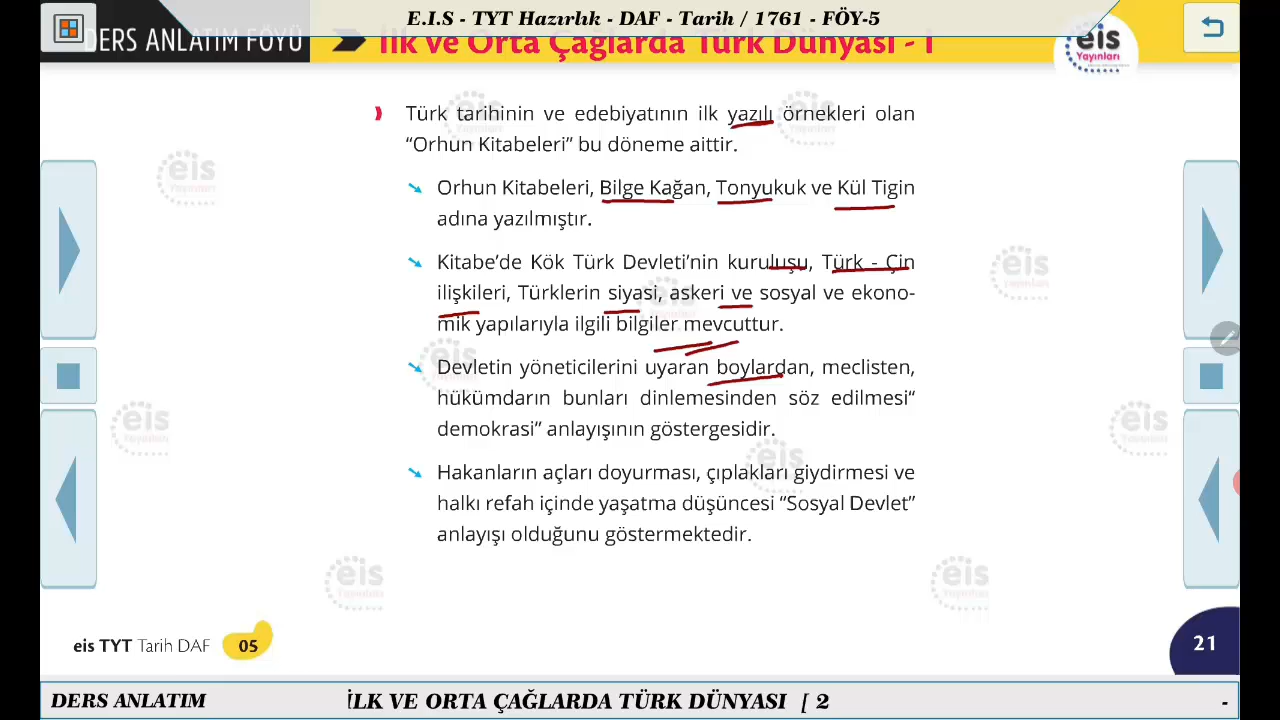 E.I.S - TYT Hazırlık - DAF - Tarih / 1761 - FÖY-5
DERS ANLATIM FÖYÜ
İlk ve Orta Çağlarda Türk Dünyası - I
eis
Yayınları
Türk tarihinin ve edebiyatının ilk yazılı örnekleri olan
“Orhun Kitabeleri” bu döneme aittir.
Orhun Kitabeleri, Bilge Kağan, Tonyukuk ve Kül Tigin
adına yazılmıştır.
Kitabe’de Kök Türk Devleti’nin kuruluşu, Türk - Çin
ilişkileri, Türklerin siyasi, askeri ve sosyal ve ekono-
mik yapılarıyla ilgili bilgiler mevcuttur.
Devletin yöneticilerini uyaran boylardan, meclisten,
hükümdarın bunları dinlemesinden söz edilmesi“
demokrasi” anlayışının göstergesidir.
Hakanların açları doyurması, çıplakları giydirmesi ve
halkı refah içinde yaşatma düşüncesi “Sosyal Devlet”
anlayışı olduğunu göstermektedir.
eis TYT Tarih DAF 05
21
DERS ANLATIM İLK VE ORTA ÇAĞLARDA TÜRK DÜNYASI [ 2 -